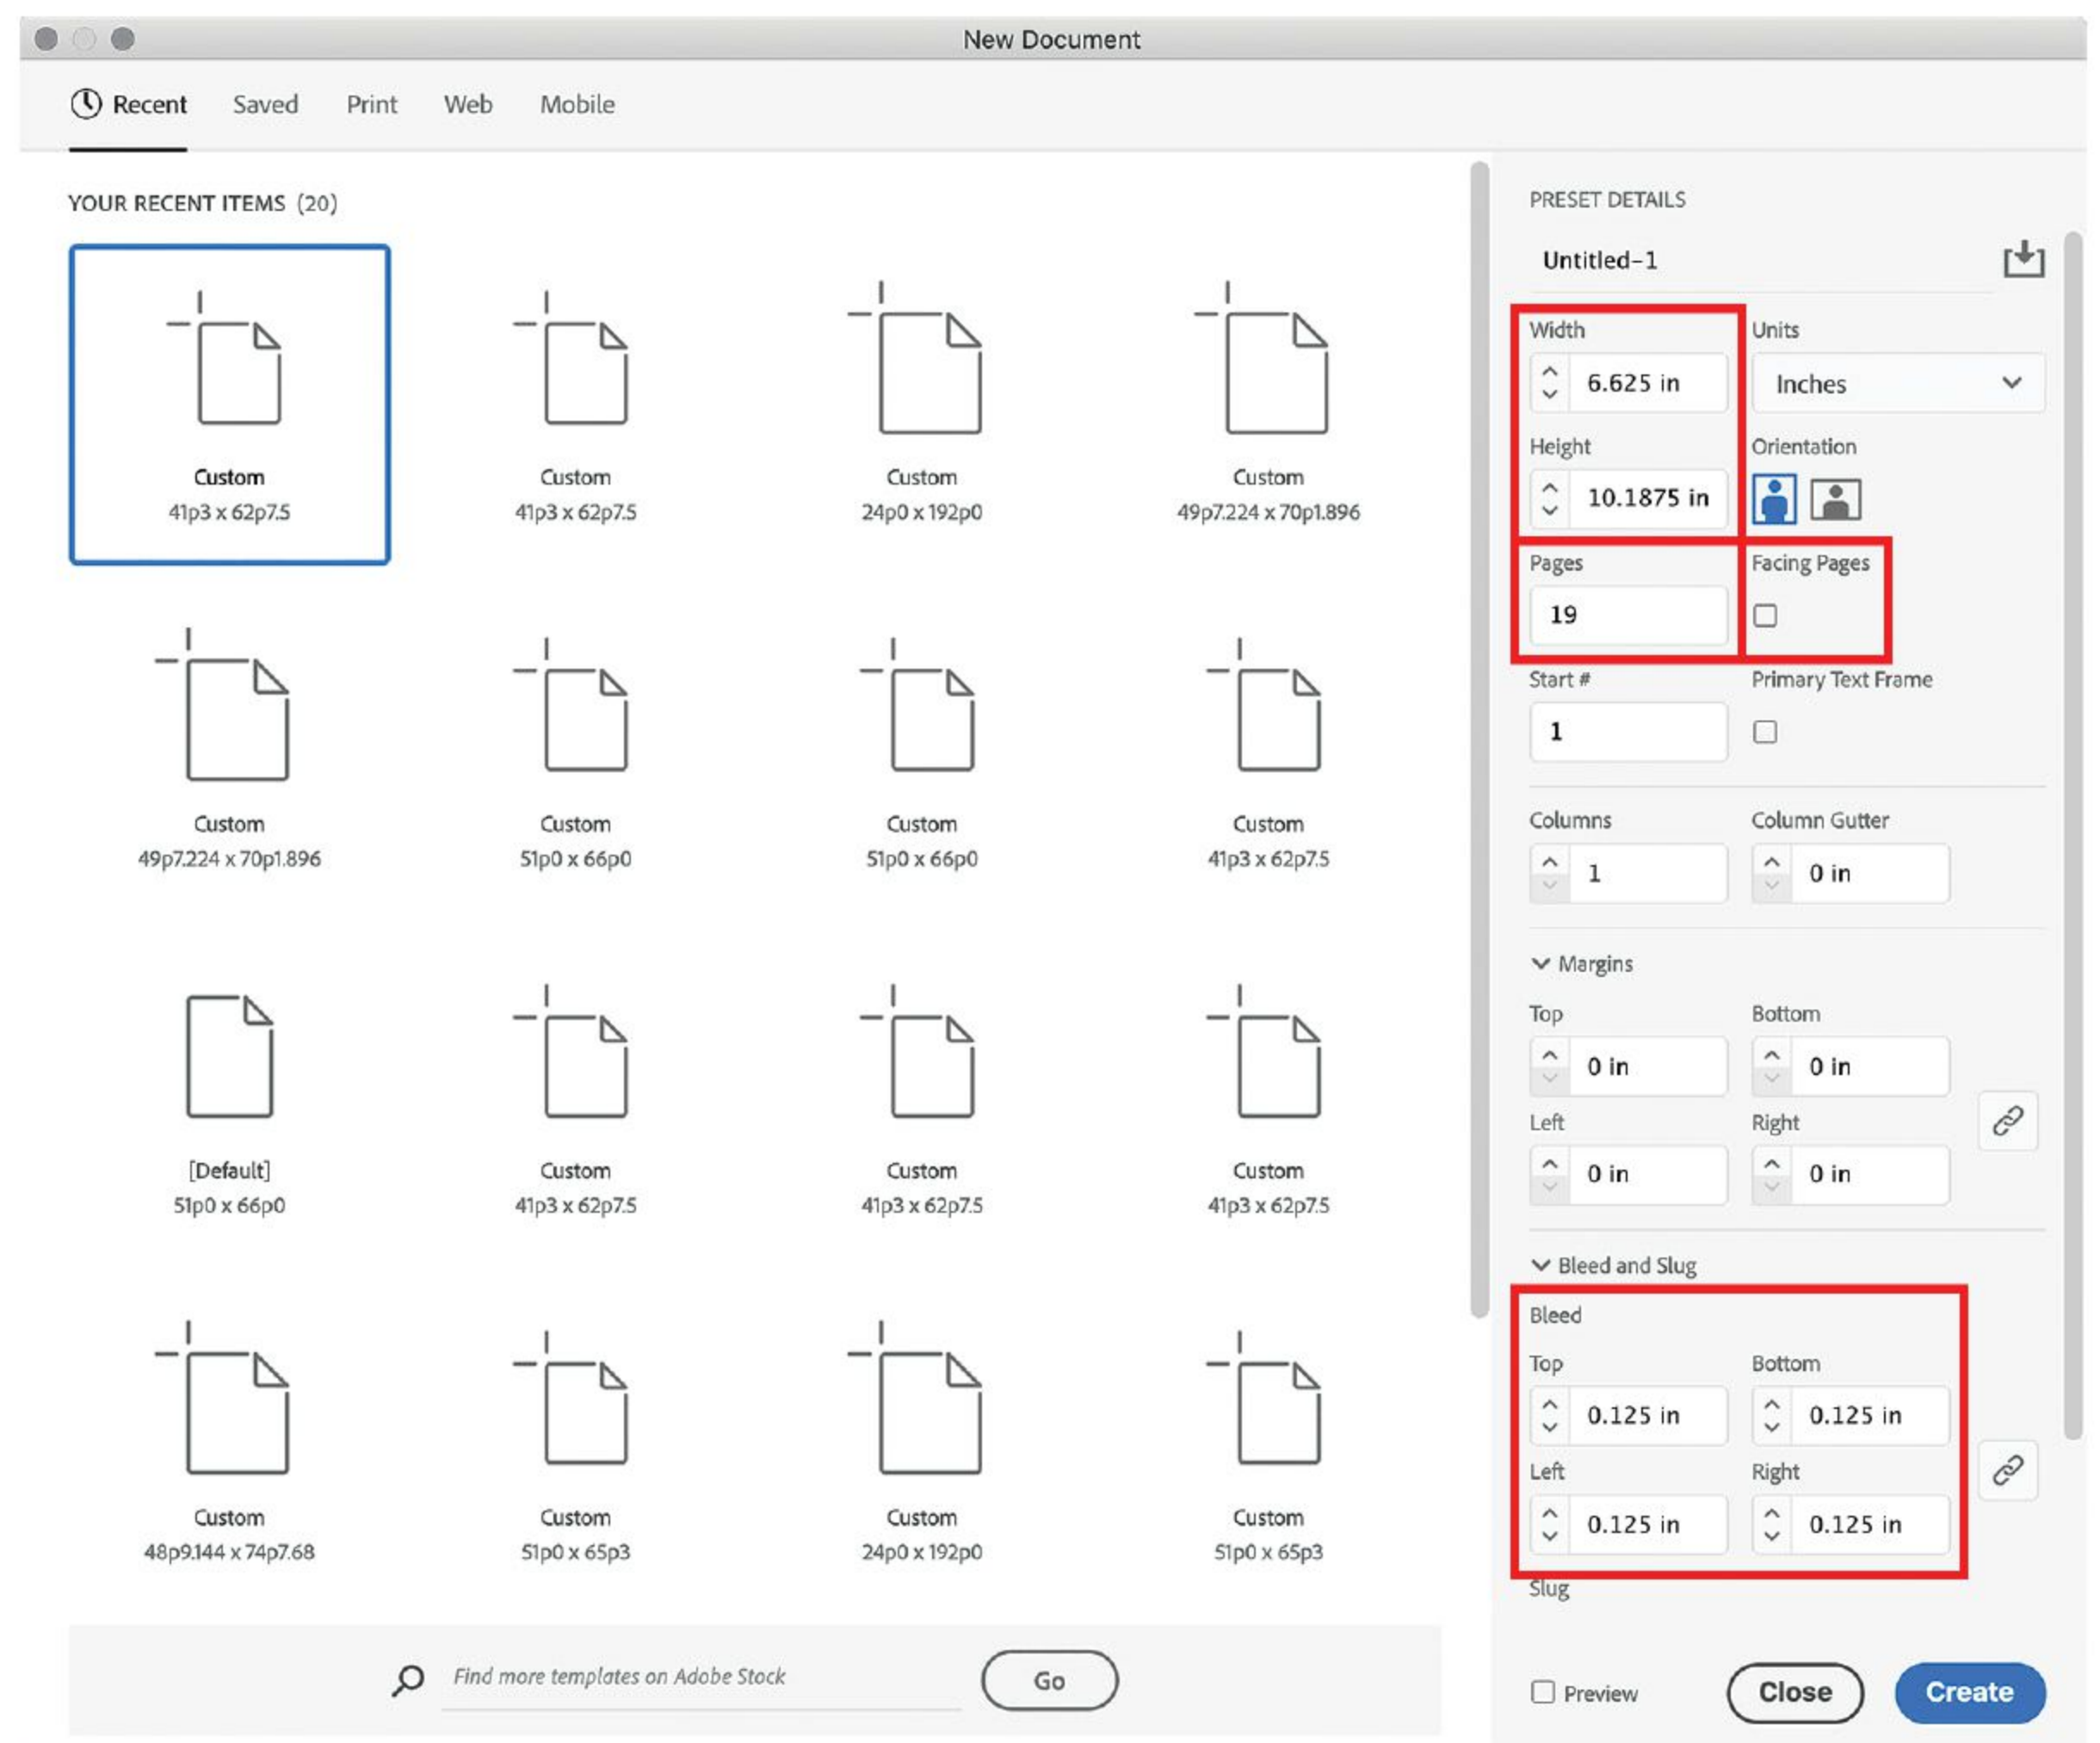 New Document
Recent Saved Print Web Mobile
YOUR RECENT ITEMS (20)
Custom
41p3 x 62p7.5
Custom
41p3 x 62p7.5
Custom
24p0 x 192p0
Custom
49p7.224 x 70p1.896
Custom
49p7.224 x 70p1.896
Custom
51p0 x 66p0
Custom
51p0 x 66p0
Custom
41p3 x 62p7.5
[Default]
51p0 x 66p0
Custom
41p3 x 62p7.5
Custom
41p3 x 62p7.5
Custom
41p3 x 62p7.5
Custom
48p9.144 x 74p7.68
Custom
51p0 x 65p3
Custom
24p0 x 192p0
Custom
51p0 x 65p3
Find more templates on Adobe Stock
Go
PRESET DETAILS
Untitled-1
Width Units
6.625 in Inches
Height Orientation
10.1875 in
Pages Facing Pages
19
Start # Primary Text Frame
1
Columns Column Gutter
1 0 in
Margins
Top Bottom
0 in 0 in
Left Right
0 in 0 in
Bleed and Slug
Bleed
Top Bottom
0.125 in 0.125 in
Left Right
0.125 in 0.125 in
Slug
Preview Close Create